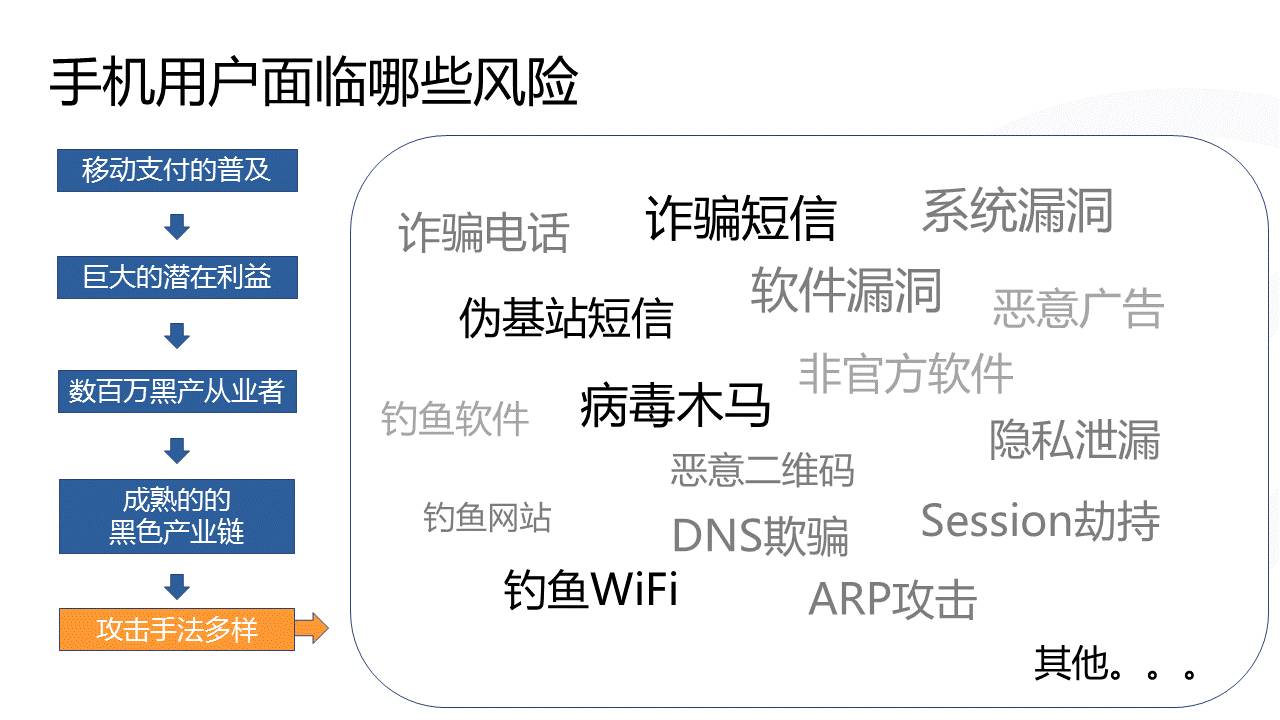 手机用户面临哪些风险
移动支付的普及
巨大的潜在利益
数百万黑产从业者
成熟的的
黑色产业链
攻击手法多样
诈骗电话
诈骗短信
系统漏洞
软件漏洞
伪基站短信
恶意广告
非官方软件
钓鱼软件
病毒木马
隐私泄漏
恶意二维码
钓鱼网站
DNS欺骗
Session劫持
钓鱼WiFi
ARP攻击
其他。。。